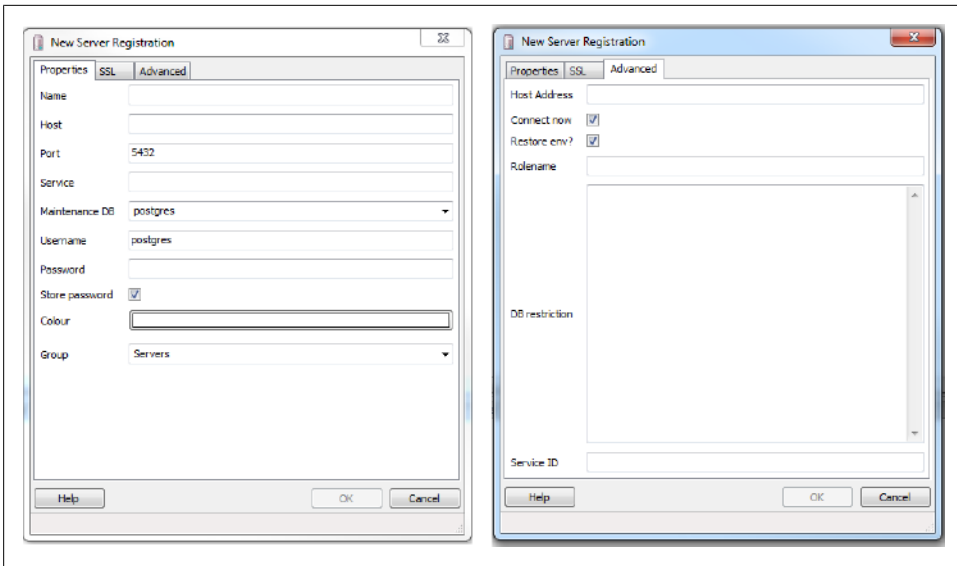 New Server Registration
Properties SSL Advanced
Name
Host
Port 5432
Service
Maintenance DB postgres
Username postgres
Password
Store password
Colour
Group Servers
Help OK Cancel
New Server Registration
Properties SSL Advanced
Host Address
Connect now
Restore env?
Rolename
DB restriction
Service ID
Help OK Cancel